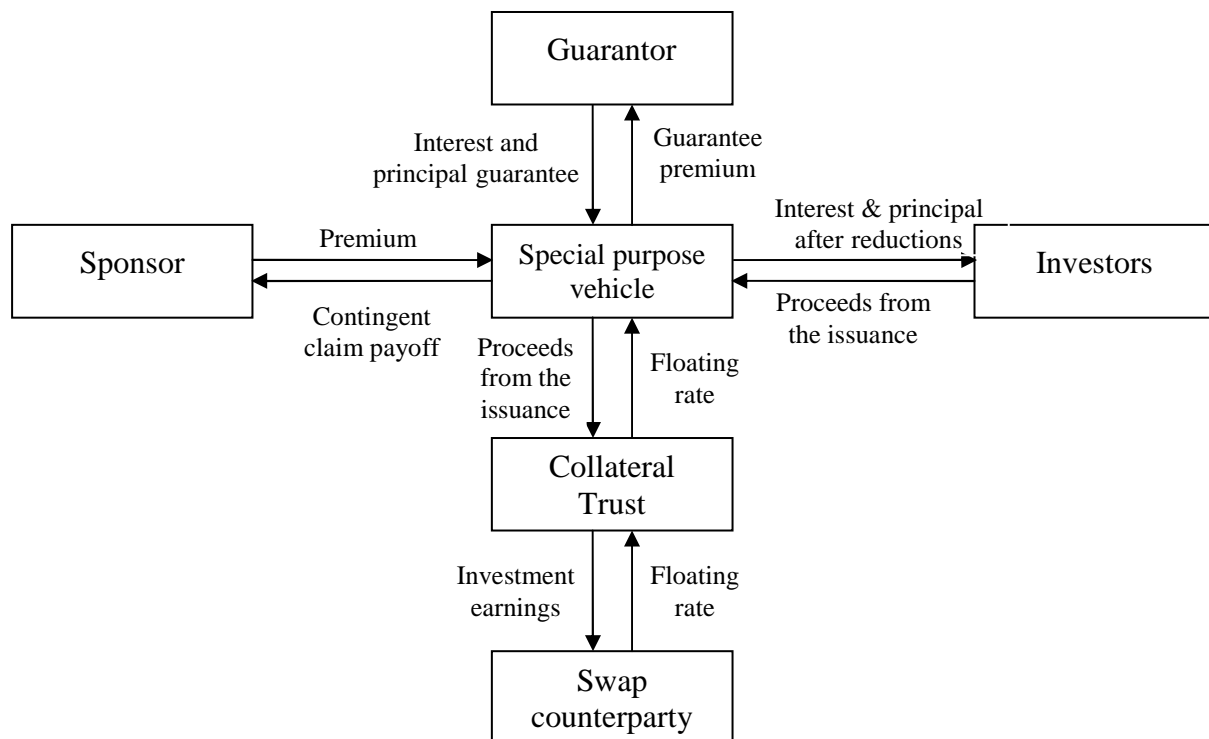 Guarantor
Interest and
principal guarantee
Guarantee
premium
Sponsor
Premium
Contingent
claim payoff
Special purpose
vehicle
Interest & principal
after reductions
Proceeds from
the issuance
Investors
Proceeds
from the
issuance
Floating
rate
Collateral
Trust
Investment
earnings
Floating
rate
Swap
counterparty